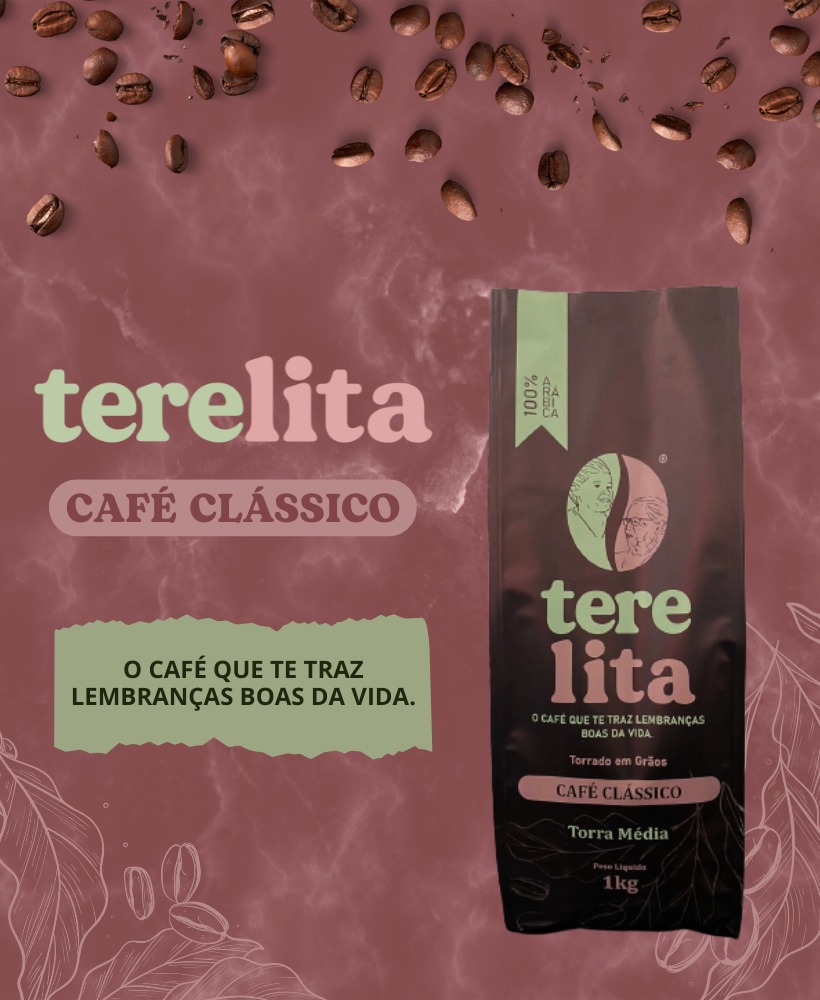 terelita
CAFÉ CLÁSSICO
O CAFÉ QUE TE TRAZ
LEMBRANÇAS BOAS DA VIDA.
100% ARÁBICA
®
tere
lita
O CAFÉ QUE TE TRAZ LEMBRANÇAS
BOAS DA VIDA.
Torrado em Grãos
CAFÉ CLÁSSICO
Torra Média
Peso Líquido
1kg